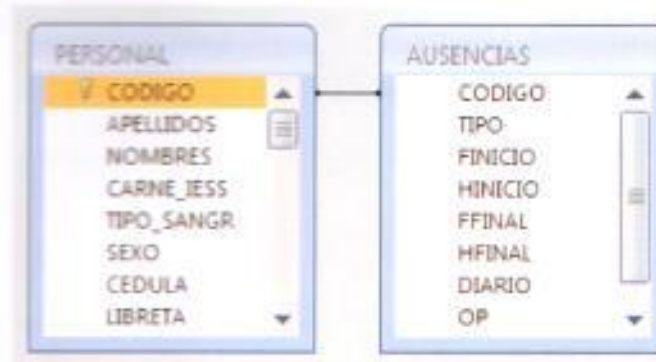 PERSONAL
CODIGO
APELLIDOS
NOMBRES
CARNE_IESS
TIPO_SANGR
SEXO
CEDULA
LIBRETA
AUSENCIAS
CODIGO
TIPO
FINICIO
HINICIO
FFINAL
HFINAL
DIARIO
OP